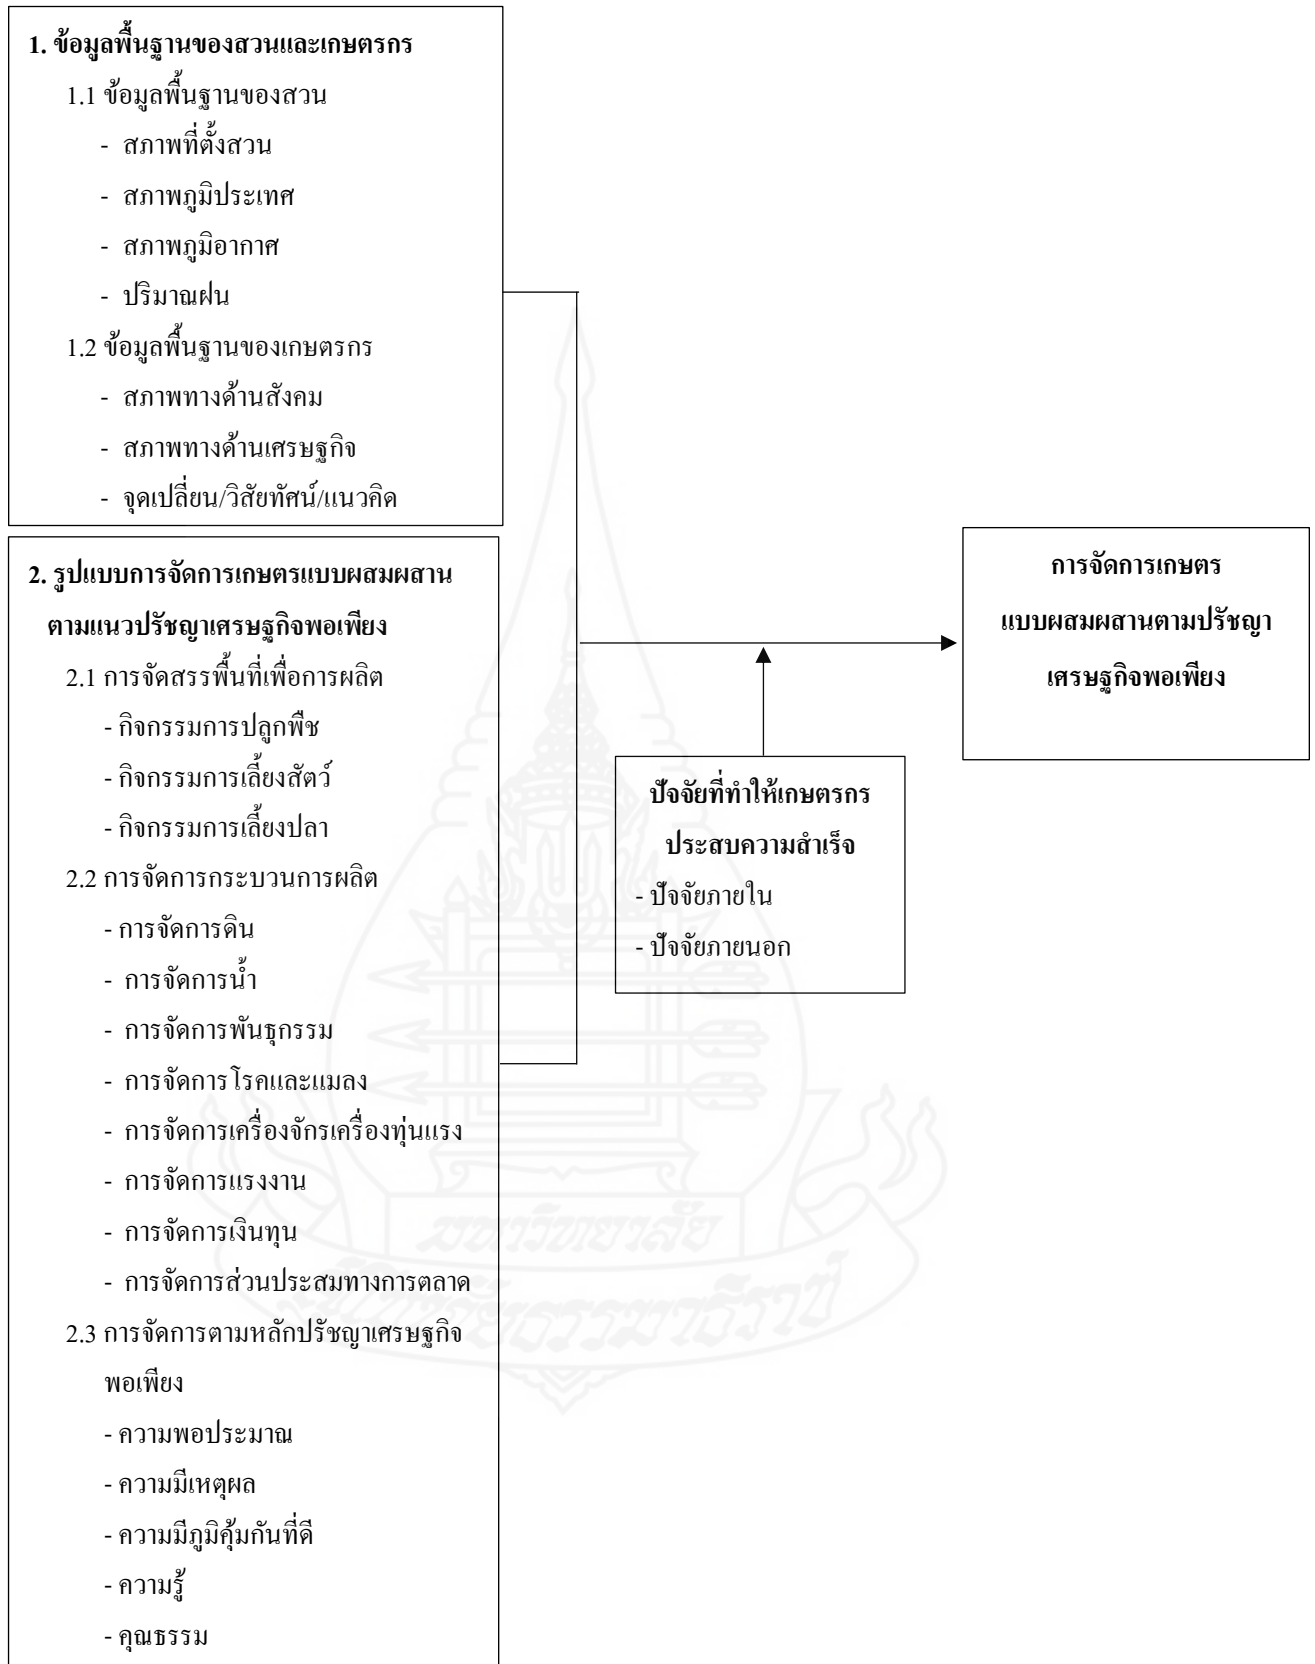 1. ข้อมูลพื้นฐานของสวนและเกษตรกร
1.1 ข้อมูลพื้นฐานของสวน
- สภาพที่ตั้งสวน
- สภาพภูมิประเทศ
- สภาพภูมิอากาศ
- ปริมาณฝน
1.2 ข้อมูลพื้นฐานของเกษตรกร
- สภาพทางด้านสังคม
- สภาพทางด้านเศรษฐกิจ
- จุดเปลี่ยน/วิสัยทัศน์/แนวคิด
2. รูปแบบการจัดการเกษตรแบบผสมผสาน
ตามแนวปรัชญาเศรษฐกิจพอเพียง
2.1 การจัดสรรพื้นที่เพื่อการผลิต
- กิจกรรมการปลูกพืช
- กิจกรรมการเลี้ยงสัตว์
- กิจกรรมการเลี้ยงปลา
2.2 การจัดการกระบวนการผลิต
- การจัดการดิน
- การจัดการน้ำ
- การจัดการพันธุกรรม
- การจัดการโรคและแมลง
- การจัดการเครื่องจักรเครื่องทุ่นแรง
- การจัดการแรงงาน
- การจัดการเงินทุน
- การจัดการส่วนประสมทางการตลาด
2.3 การจัดการตามหลักปรัชญาเศรษฐกิจ
พอเพียง
- ความพอประมาณ
- ความมีเหตุผล
- ความมีภูมิคุ้มกันที่ดี
- ความรู้
- คุณธรรม
ปัจจัยที่ทำให้เกษตรกร
ประสบความสำเร็จ
- ปัจจัยภายใน
- ปัจจัยภายนอก
การจัดการเกษตร
แบบผสมผสานตามปรัชญา
เศรษฐกิจพอเพียง
มหาวิทยาลัย
สุโขทัยธรรมาธิราช